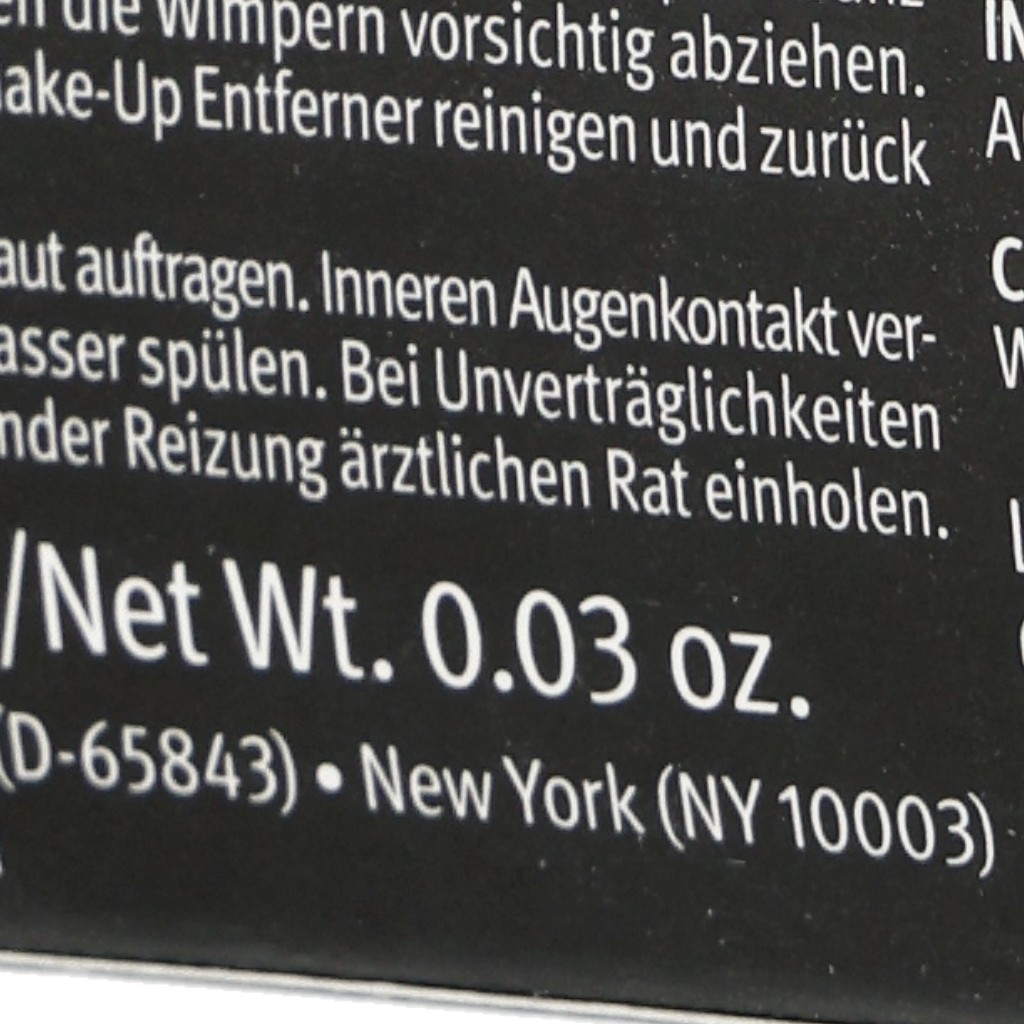 die Wimpern vorsichtig abziehen.
ake-Up Entferner reinigen und zurück
aut auftragen. Inneren Augenkontakt ver-
asser spülen. Bei Unverträglichkeiten
nder Reizung ärztlichen Rat einholen.
/Net Wt. 0.03 oz.
(D-65843) • New York (NY 10003)